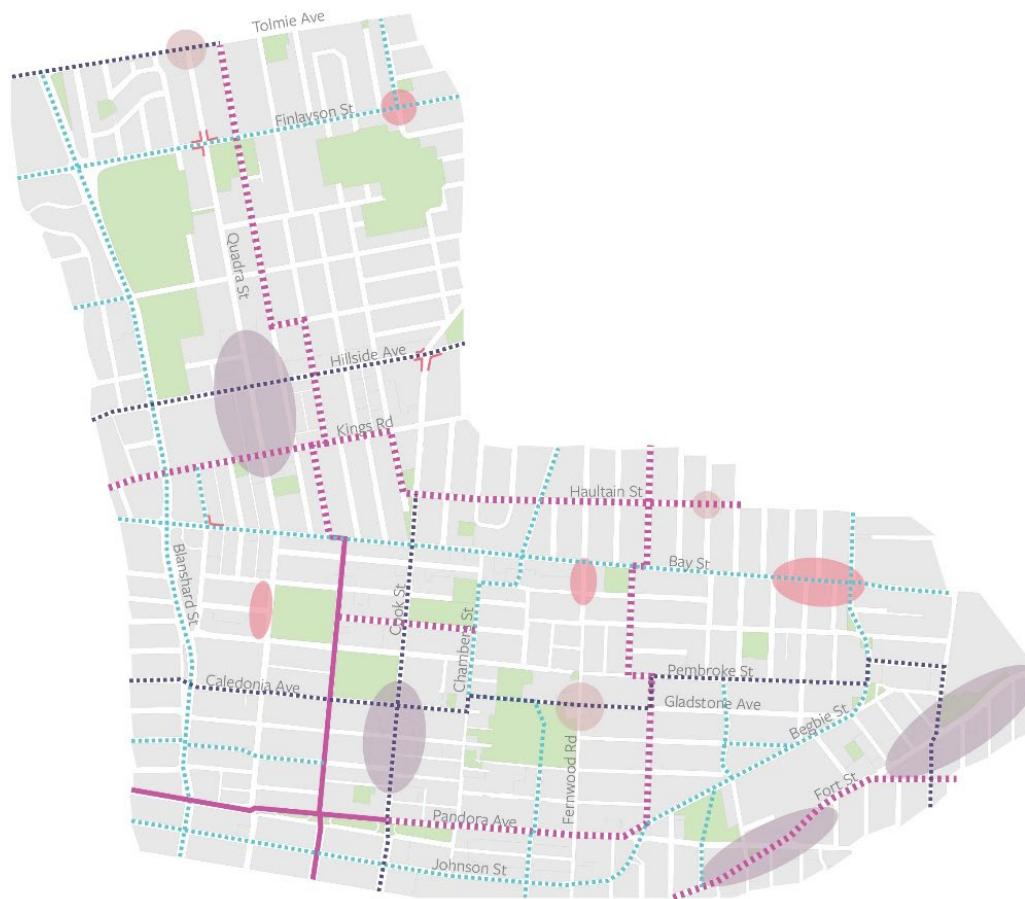 Tolmie Ave
Finlayson St
Quadra St
Hillside Ave
Kings Rd
Haultain St
Bay St
Blanshard St
Cook St
Chambers St
Pembroke St
Caledonia Ave
Gladstone Ave
Begbie St
Fernwood Rd
Fort St
Pandora Ave
Johnson St